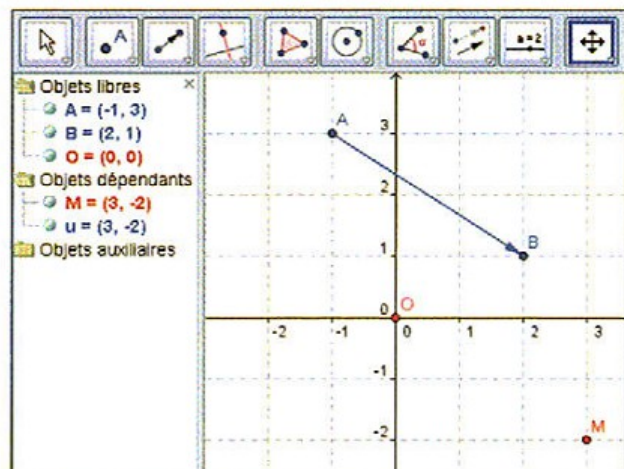 A
a=2
Objets libres
A = (-1, 3)
B = (2, 1)
O = (0, 0)
Objets dépendants
M = (3, -2)
u = (3, -2)
Objets auxiliaires
3
A
2
1
B
0
O
-2 -1 0 1 2 3
-1
-2
M